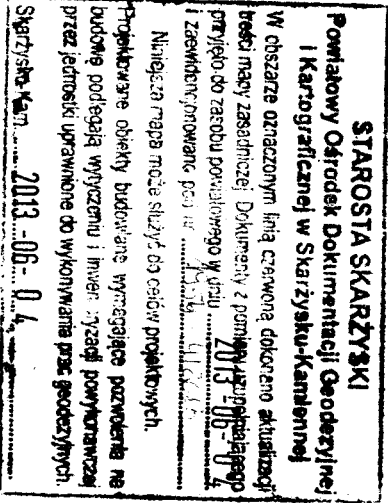 STAROSTA SKARŻYSKI
Powiatowy Ośrodek Dokumentacji Geodezyjnej
i Kartograficznej w Skarżysku-Kamiennej
W obszarze oznaczonym linią czerwoną dokonano aktualizacji
treści mapy zasadniczej. Dokumenty z pomiaru uzupełniającego
przyjęto do zasobu powiatowego w dniu 2013 -06- 04
i zaewidencjonowano pod nr
Niniejsza mapa może służyć do celów projektowych.
Projektowane obiekty budowlane wymagające pozwolenia na
budowę podlegają wytyczeniu i inwentaryzacji powykonawczej
przez jednostki uprawnione do wykonywania prac geodezyjnych.
Skarżysko-Kam. 2013 -06- 0 4